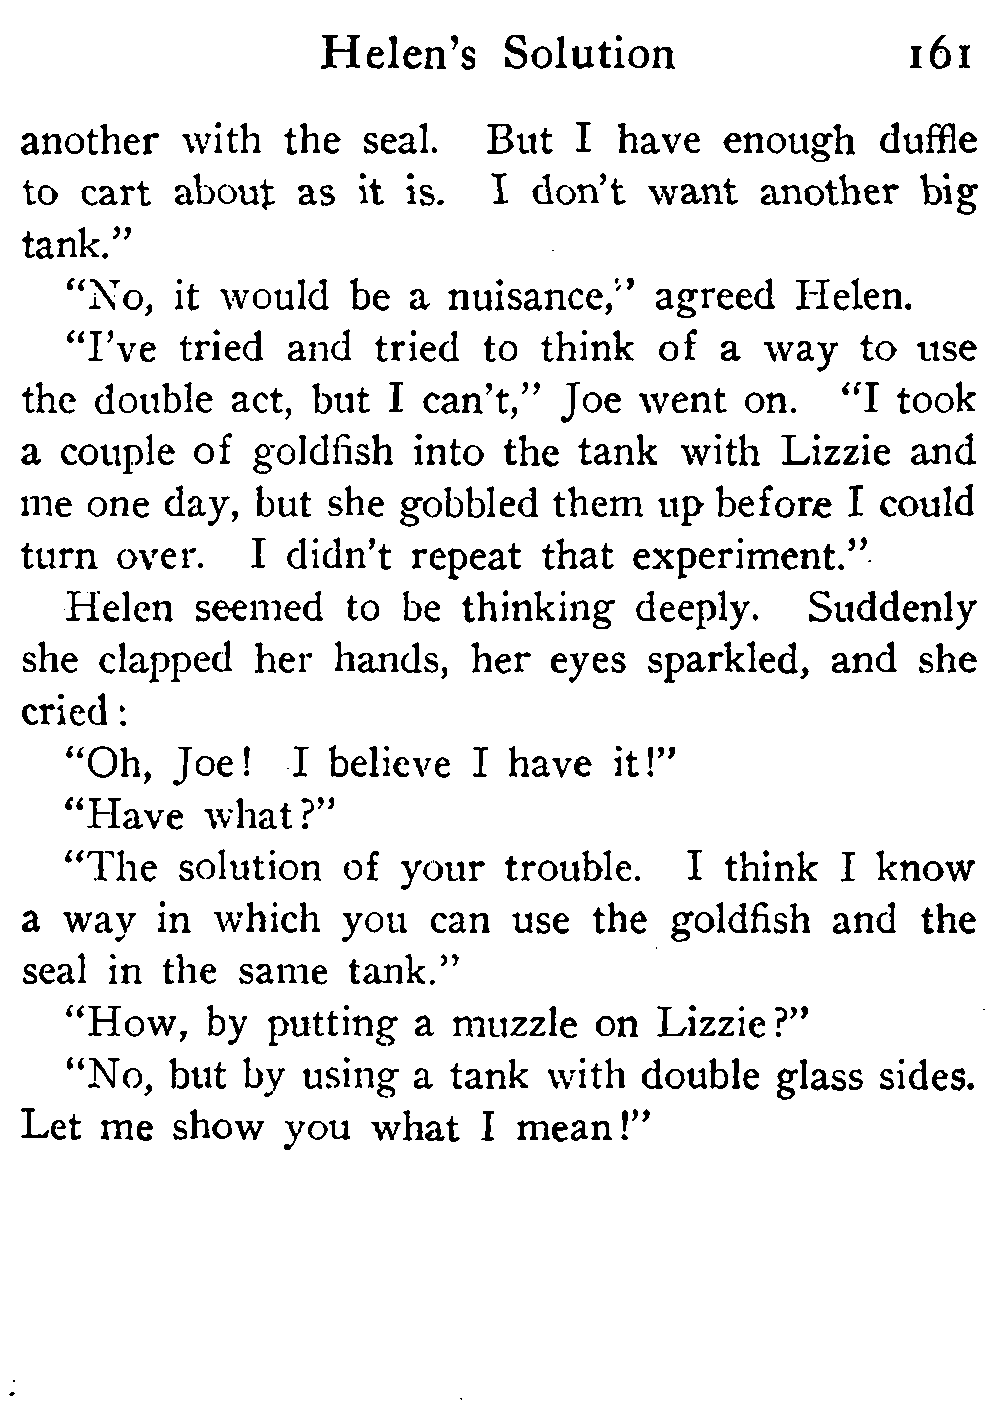 Helen's Solution 161
another with the seal. But I have enough duffle
to cart about as it is. I don't want another big
tank."
"No, it would be a nuisance," agreed Helen.
"I've tried and tried to think of a way to use
the double act, but I can't," Joe went on. "I took
a couple of goldfish into the tank with Lizzie and
me one day, but she gobbled them up before I could
turn over. I didn't repeat that experiment."
Helen seemed to be thinking deeply. Suddenly
she clapped her hands, her eyes sparkled, and she
cried:
"Oh, Joe! I believe I have it!"
"Have what?"
"The solution of your trouble. I think I know
a way in which you can use the goldfish and the
seal in the same tank."
"How, by putting a muzzle on Lizzie?"
"No, but by using a tank with double glass sides.
Let me show you what I mean!"